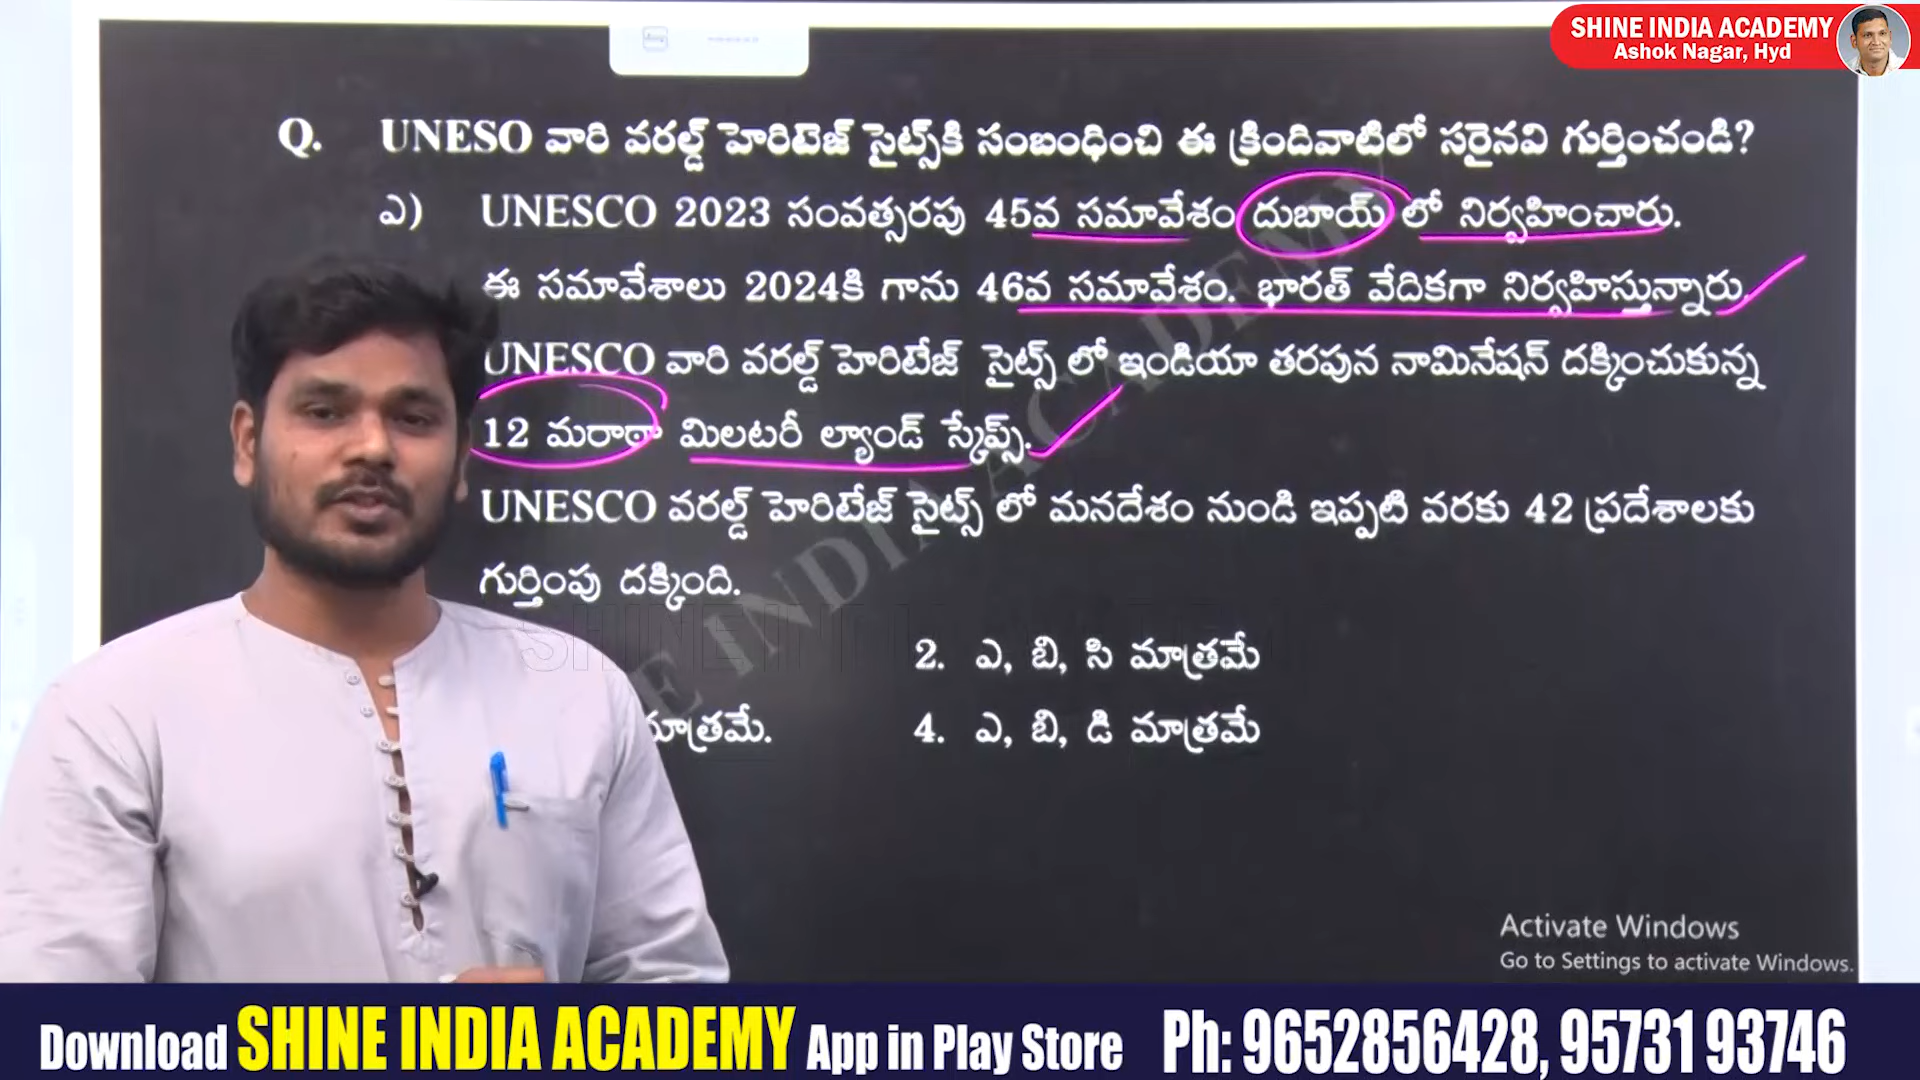 SHINE INDIA ACADEMY
Ashok Nagar, Hyd
Q. UNESO వారి వరల్డ్ హెరిటెజ్ సైట్స్‌కి సంబంధించి ఈ క్రిందివాటిలో సరైనవి గుర్తించండి?
ఎ) UNESCO 2023 సంవత్సరపు 45వ సమావేశం దుబాయ్ లో నిర్వహించారు.
ఈ సమావేశాలు 2024కి గాను 46వ సమావేశం. భారత్ వేదికగా నిర్వహిస్తున్నారు.
UNESCO వారి వరల్డ్ హెరిటేజ్ సైట్స్ లో ఇండియా తరపున నామినేషన్ దక్కించుకున్న
12 మరాఠా మిలటరీ ల్యాండ్ స్కేప్స్.
UNESCO వరల్డ్ హెరిటేజ్ సైట్స్ లో మనదేశం నుండి ఇప్పటి వరకు 42 ప్రదేశాలకు
గుర్తింపు దక్కింది.
2. ఎ, బి, సి మాత్రమే
మాత్రమే.
4. ఎ, బి, డి మాత్రమే
Activate Windows
Go to Settings to activate Windows.
Download SHINE INDIA ACADEMY App in Play Store Ph: 9652856428, 95731 93746